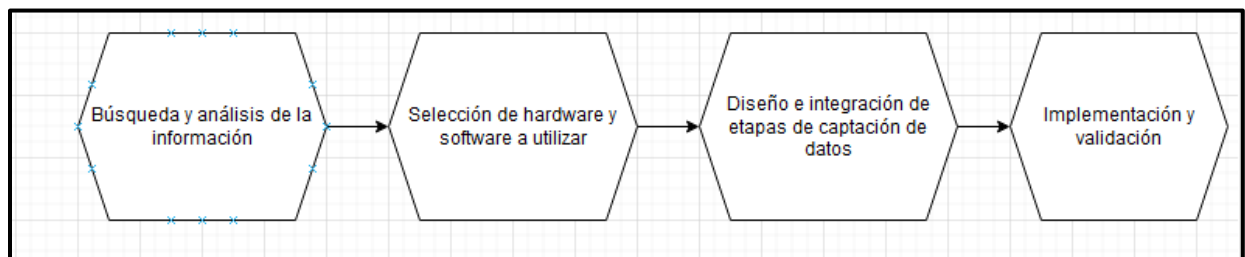 Búsqueda y análisis de la
información
Selección de hardware y
software a utilizar
Diseño e integración de
etapas de captación de
datos
Implementación y
validación